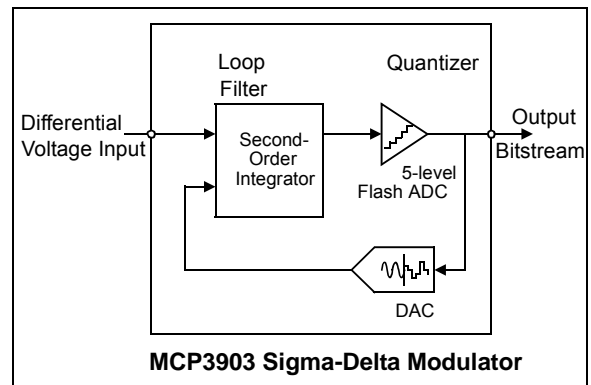 Loop
Filter
Quantizer
Differential
Voltage Input
Second-
Order
Integrator
Output
Bitstream
5-level
Flash ADC
DAC
MCP3903 Sigma-Delta Modulator